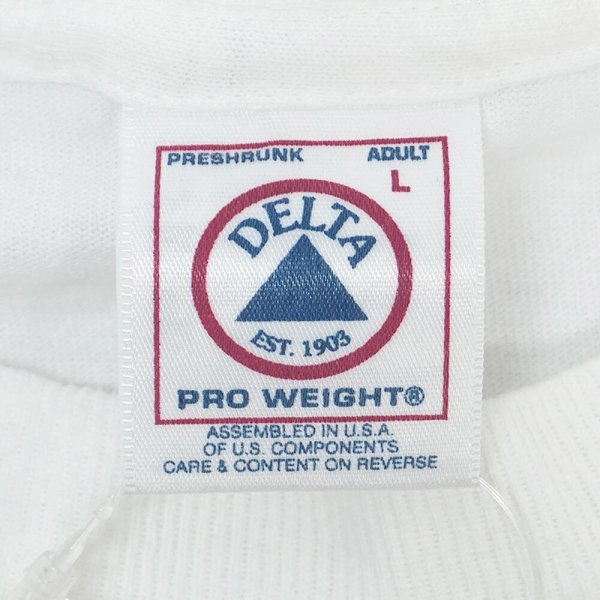 PRESHRUNK ADULT
L
DELTA
EST. 1903
PRO WEIGHT®
ASSEMBLED IN U.S.A.
OF U.S. COMPONENTS
CARE & CONTENT ON REVERSE